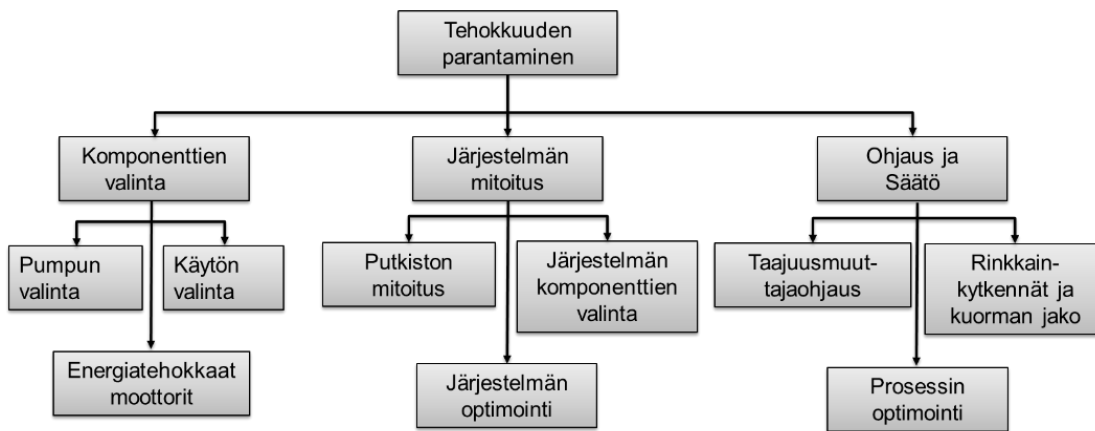 Tehokkuuden
parantaminen
Komponenttien
valinta
Järjestelmän
mitoitus
Ohjaus ja
Säätö
Pumpun
valinta
Käytön
valinta
Putkiston
mitoitus
Järjestelmän
komponenttien
valinta
Taajuusmuut-
tajaohjaus
Rinkkain-
kytkennät ja
kuorman jako
Energiatehokkaat
moottorit
Järjestelmän
optimointi
Prosessin
optimointi